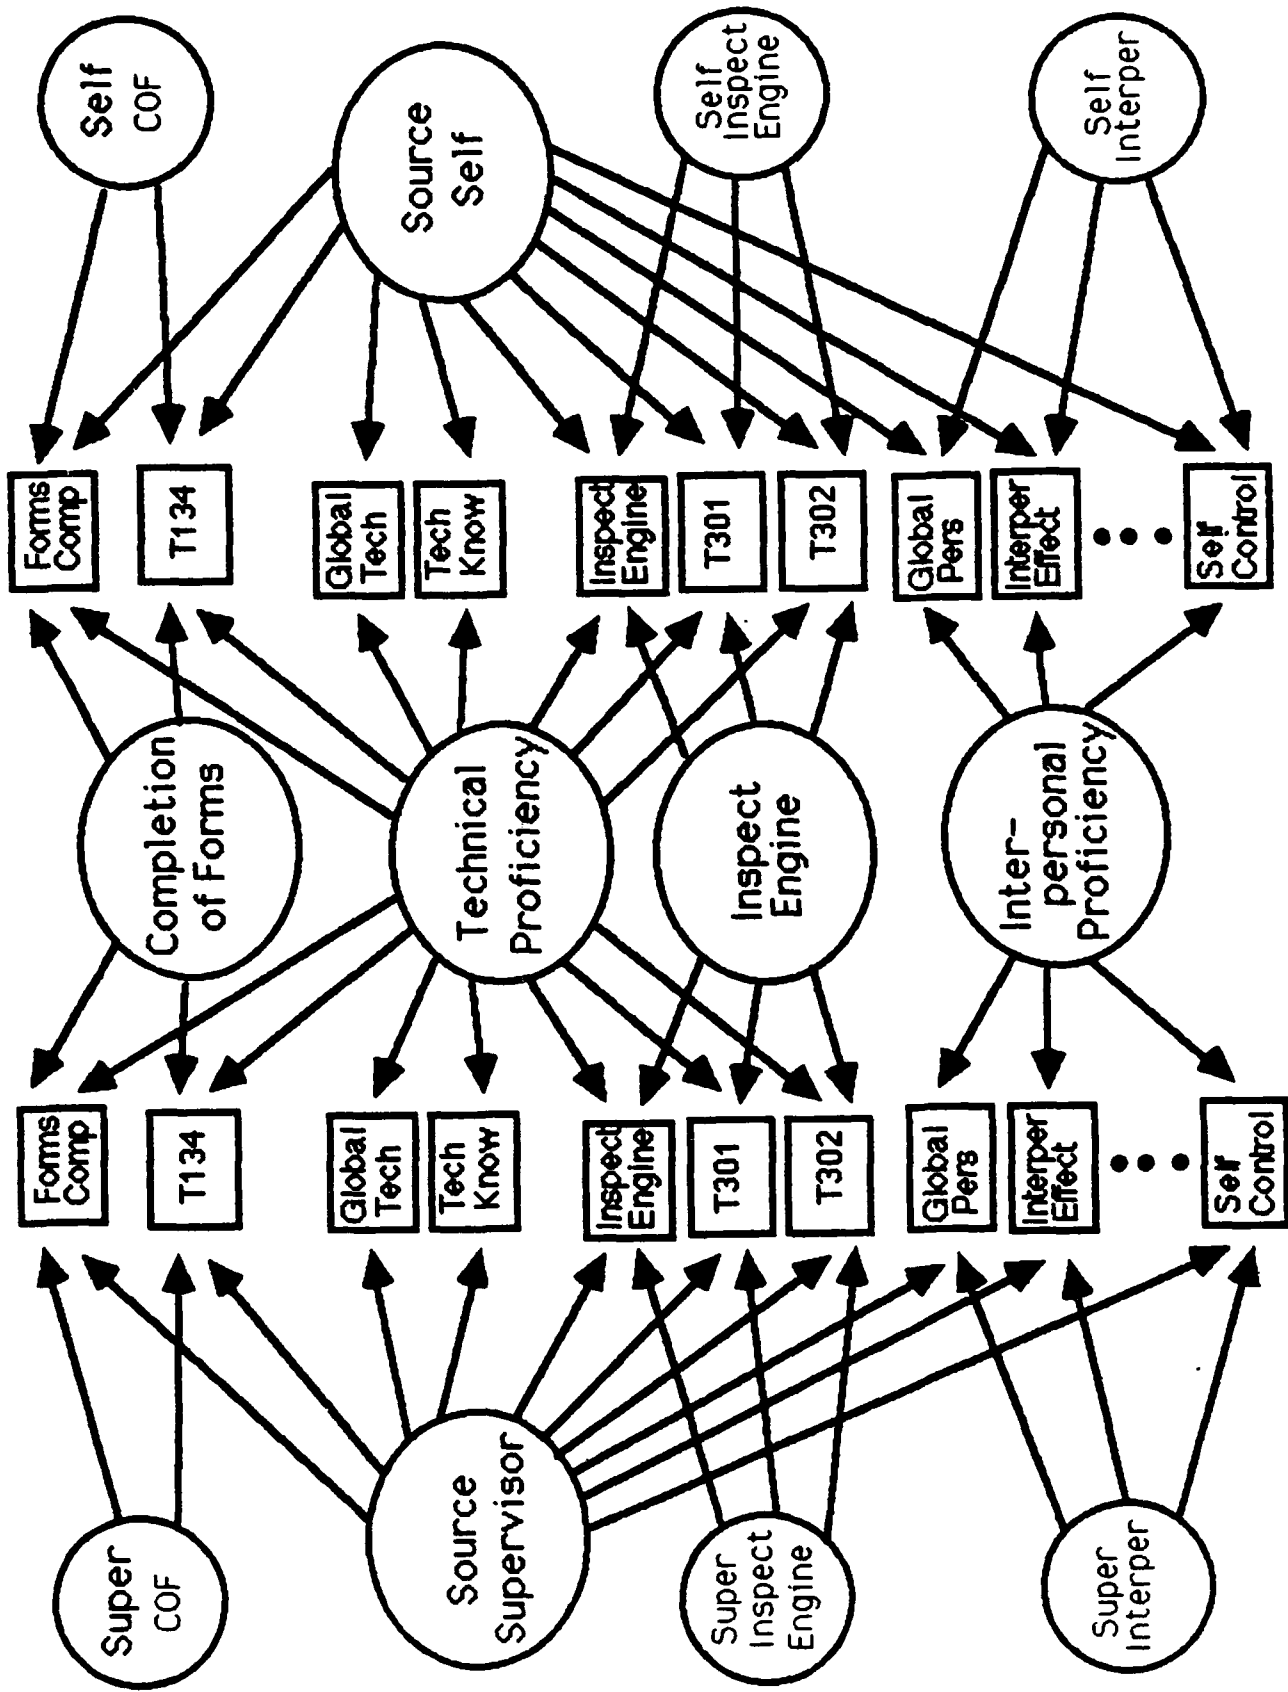 Super
COF
Source
Supervisor
Super
Inspect
Engine
Super
Interper
Forms
Comp
T134
Global
Tech
Tech
Know
Inspect
Engine
T301
T302
Global
Pers
Interper
Effect
Self
Control
Completion
of Forms
Technical
Proficiency
Inspect
Engine
Inter-
personal
Proficiency
Forms
Comp
T134
Global
Tech
Tech
Know
Inspect
Engine
T301
T302
Global
Pers
Interper
Effect
Self
Control
Self
COF
Source
Self
Self
Inspect
Engine
Self
Interper